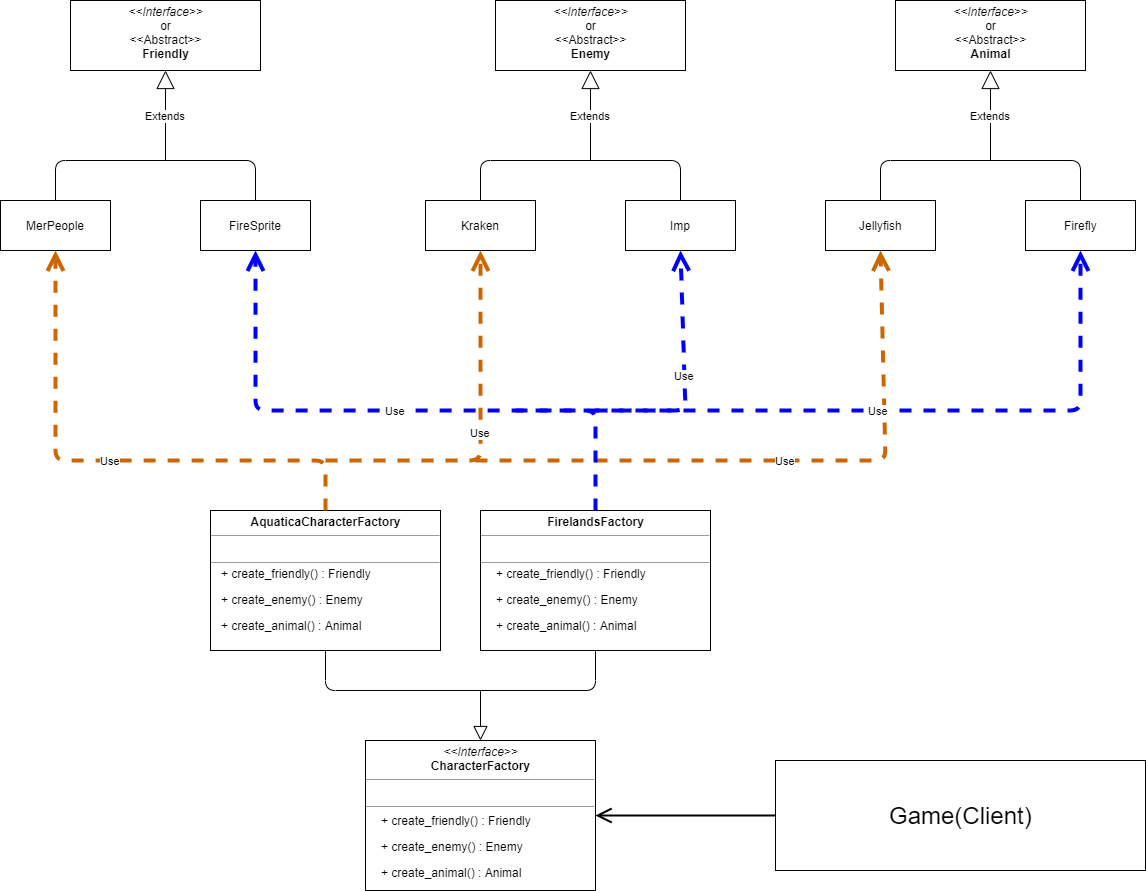 <<Interface>>
or
<<Abstract>>
Friendly
<<Interface>>
or
<<Abstract>>
Enemy
<<Interface>>
or
<<Abstract>>
Animal
Extends
Extends
Extends
MerPeople
FireSprite
Kraken
Imp
Jellyfish
Firefly
Use
Use
Use
Use
Use
Use
AquaticaCharacterFactory
+ create_friendly() : Friendly
+ create_enemy() : Enemy
+ create_animal() : Animal
FirelandsFactory
+ create_friendly() : Friendly
+ create_enemy() : Enemy
+ create_animal() : Animal
<<Interface>>
CharacterFactory
+ create_friendly() : Friendly
+ create_enemy() : Enemy
+ create_animal() : Animal
Game(Client)